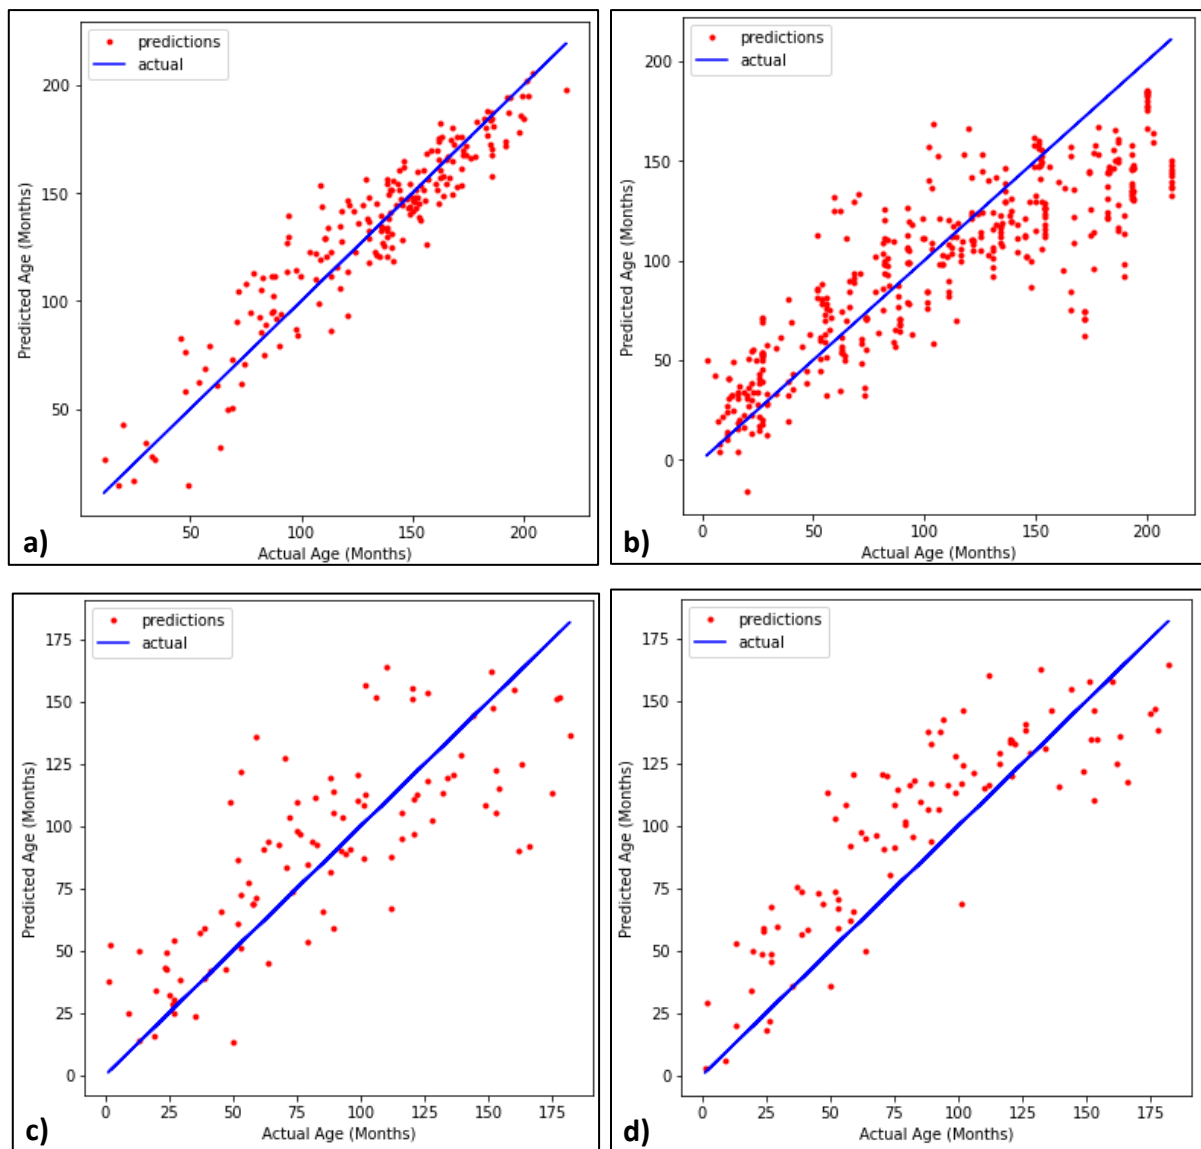 predictions
actual
200
150
100
50
Predicted Age (Months)
50 100 150 200
Actual Age (Months)
a)
predictions
actual
200
150
100
50
0
Predicted Age (Months)
0 50 100 150 200
Actual Age (Months)
b)
predictions
actual
175
150
125
100
75
50
25
0
Predicted Age (Months)
0 25 50 75 100 125 150 175
Actual Age (Months)
c)
predictions
actual
175
150
125
100
75
50
25
0
Predicted Age (Months)
0 25 50 75 100 125 150 175
Actual Age (Months)
d)